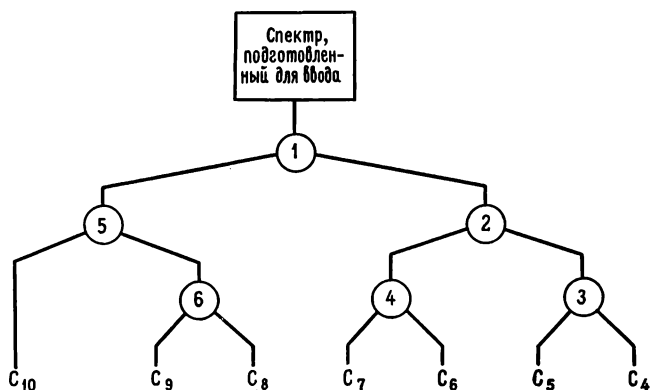 Спектр,
подготовлен-
ный для ввода
1
5 2
6 4 3
C₁₀ C₉ C₈ C₇ C₆ C₅ C₄